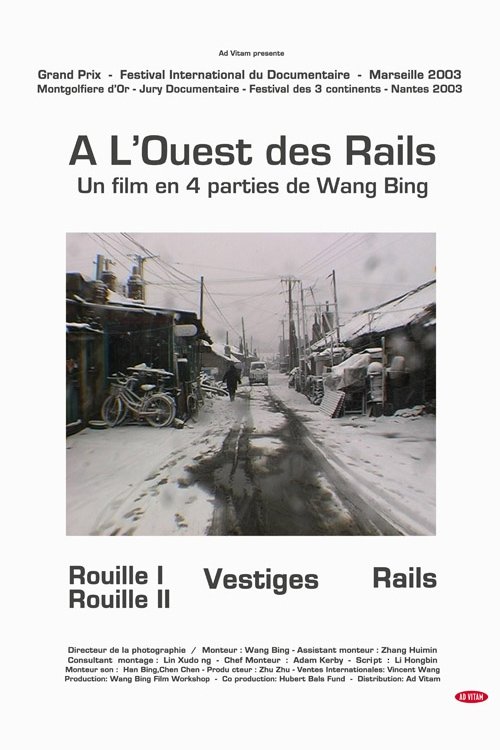 Ad Vitam presente
Grand Prix - Festival International du Documentaire - Marseille 2003
Montgolfiere d'Or - Jury Documentaire - Festival des 3 continents - Nantes 2003
A L'Ouest des Rails
Un film en 4 parties de Wang Bing
Rouille I
Rouille II
Vestiges
Rails
Directeur de la photographie / Monteur : Wang Bing - Assistant monteur : Zhang Huimin
Consultant montage : Lin Xudo ng - Chef Monteur : Adam Kerby - Script : Li Hongbin
Monteur son : Han Bing,Chen Chen - Produ cteur : Zhu Zhu - Ventes Internationales: Vincent Wang
Production: Wang Bing Film Workshop - Co production: Hubert Bals Fund - Distribution: Ad Vitam
AD VITAM